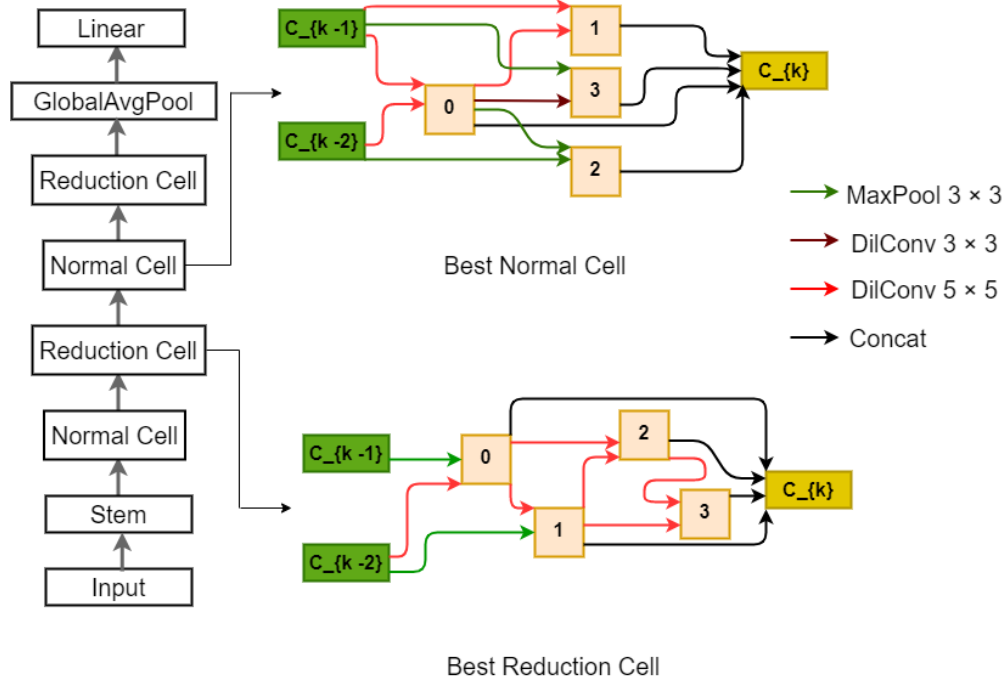 Linear
GlobalAvgPool
Reduction Cell
Normal Cell
Reduction Cell
Normal Cell
Stem
Input
C_{k -1}
C_{k -2}
0
1
3
2
C_{k}
Best Normal Cell
MaxPool 3 × 3
DilConv 3 × 3
DilConv 5 × 5
Concat
C_{k -1}
C_{k -2}
0
1
2
3
C_{k}
Best Reduction Cell